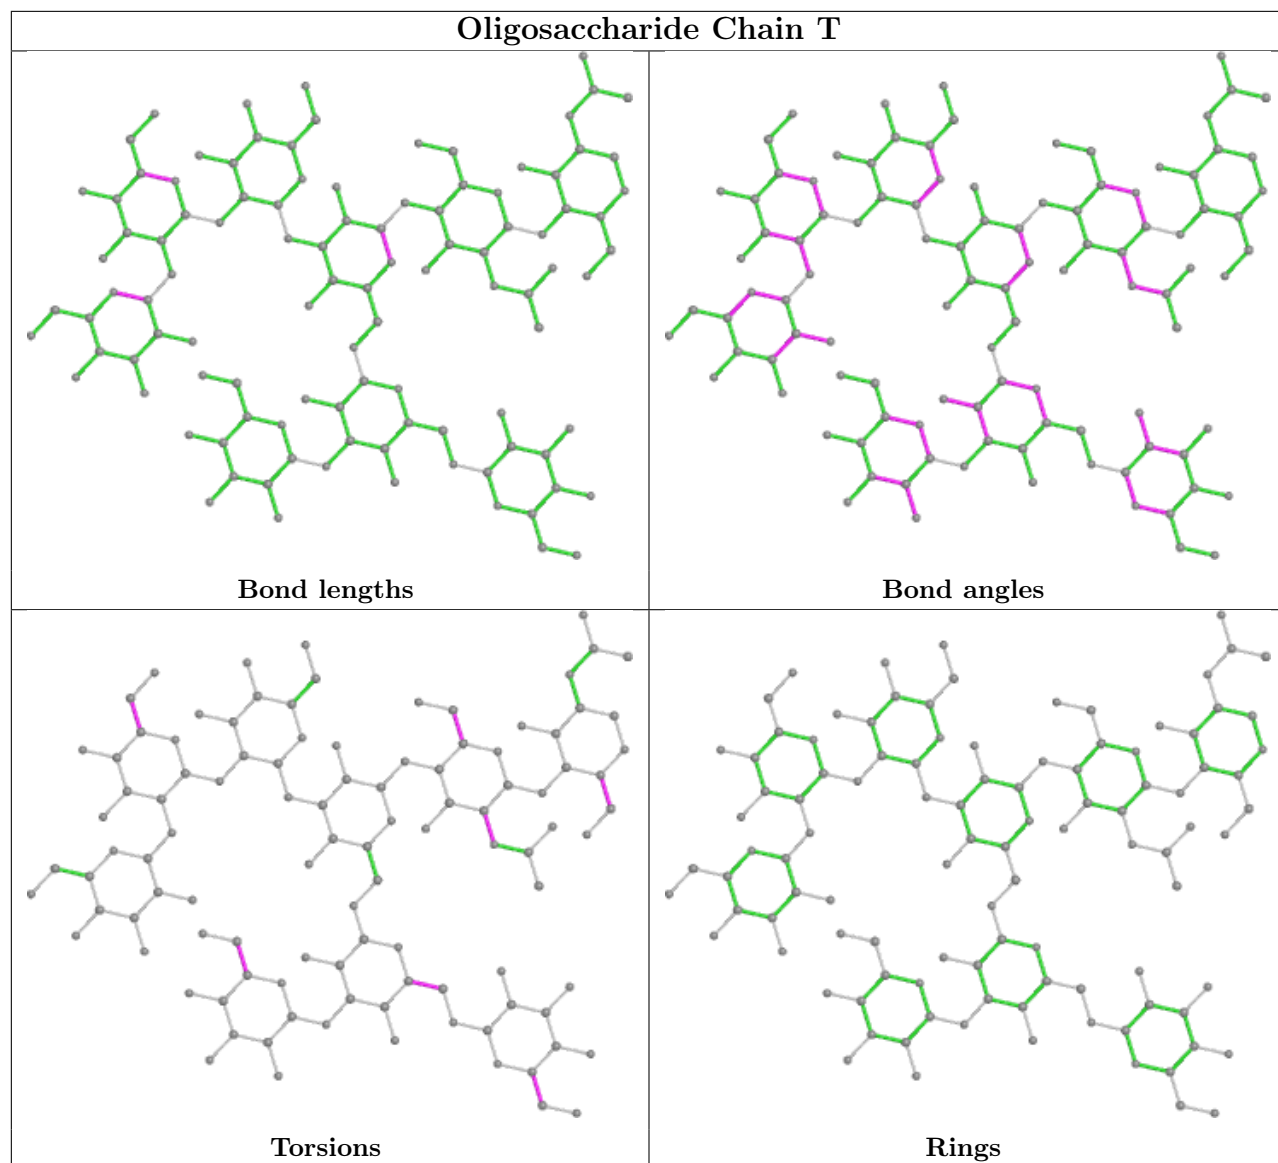 Oligosaccharide Chain T
Bond lengths
Bond angles
Torsions
Rings